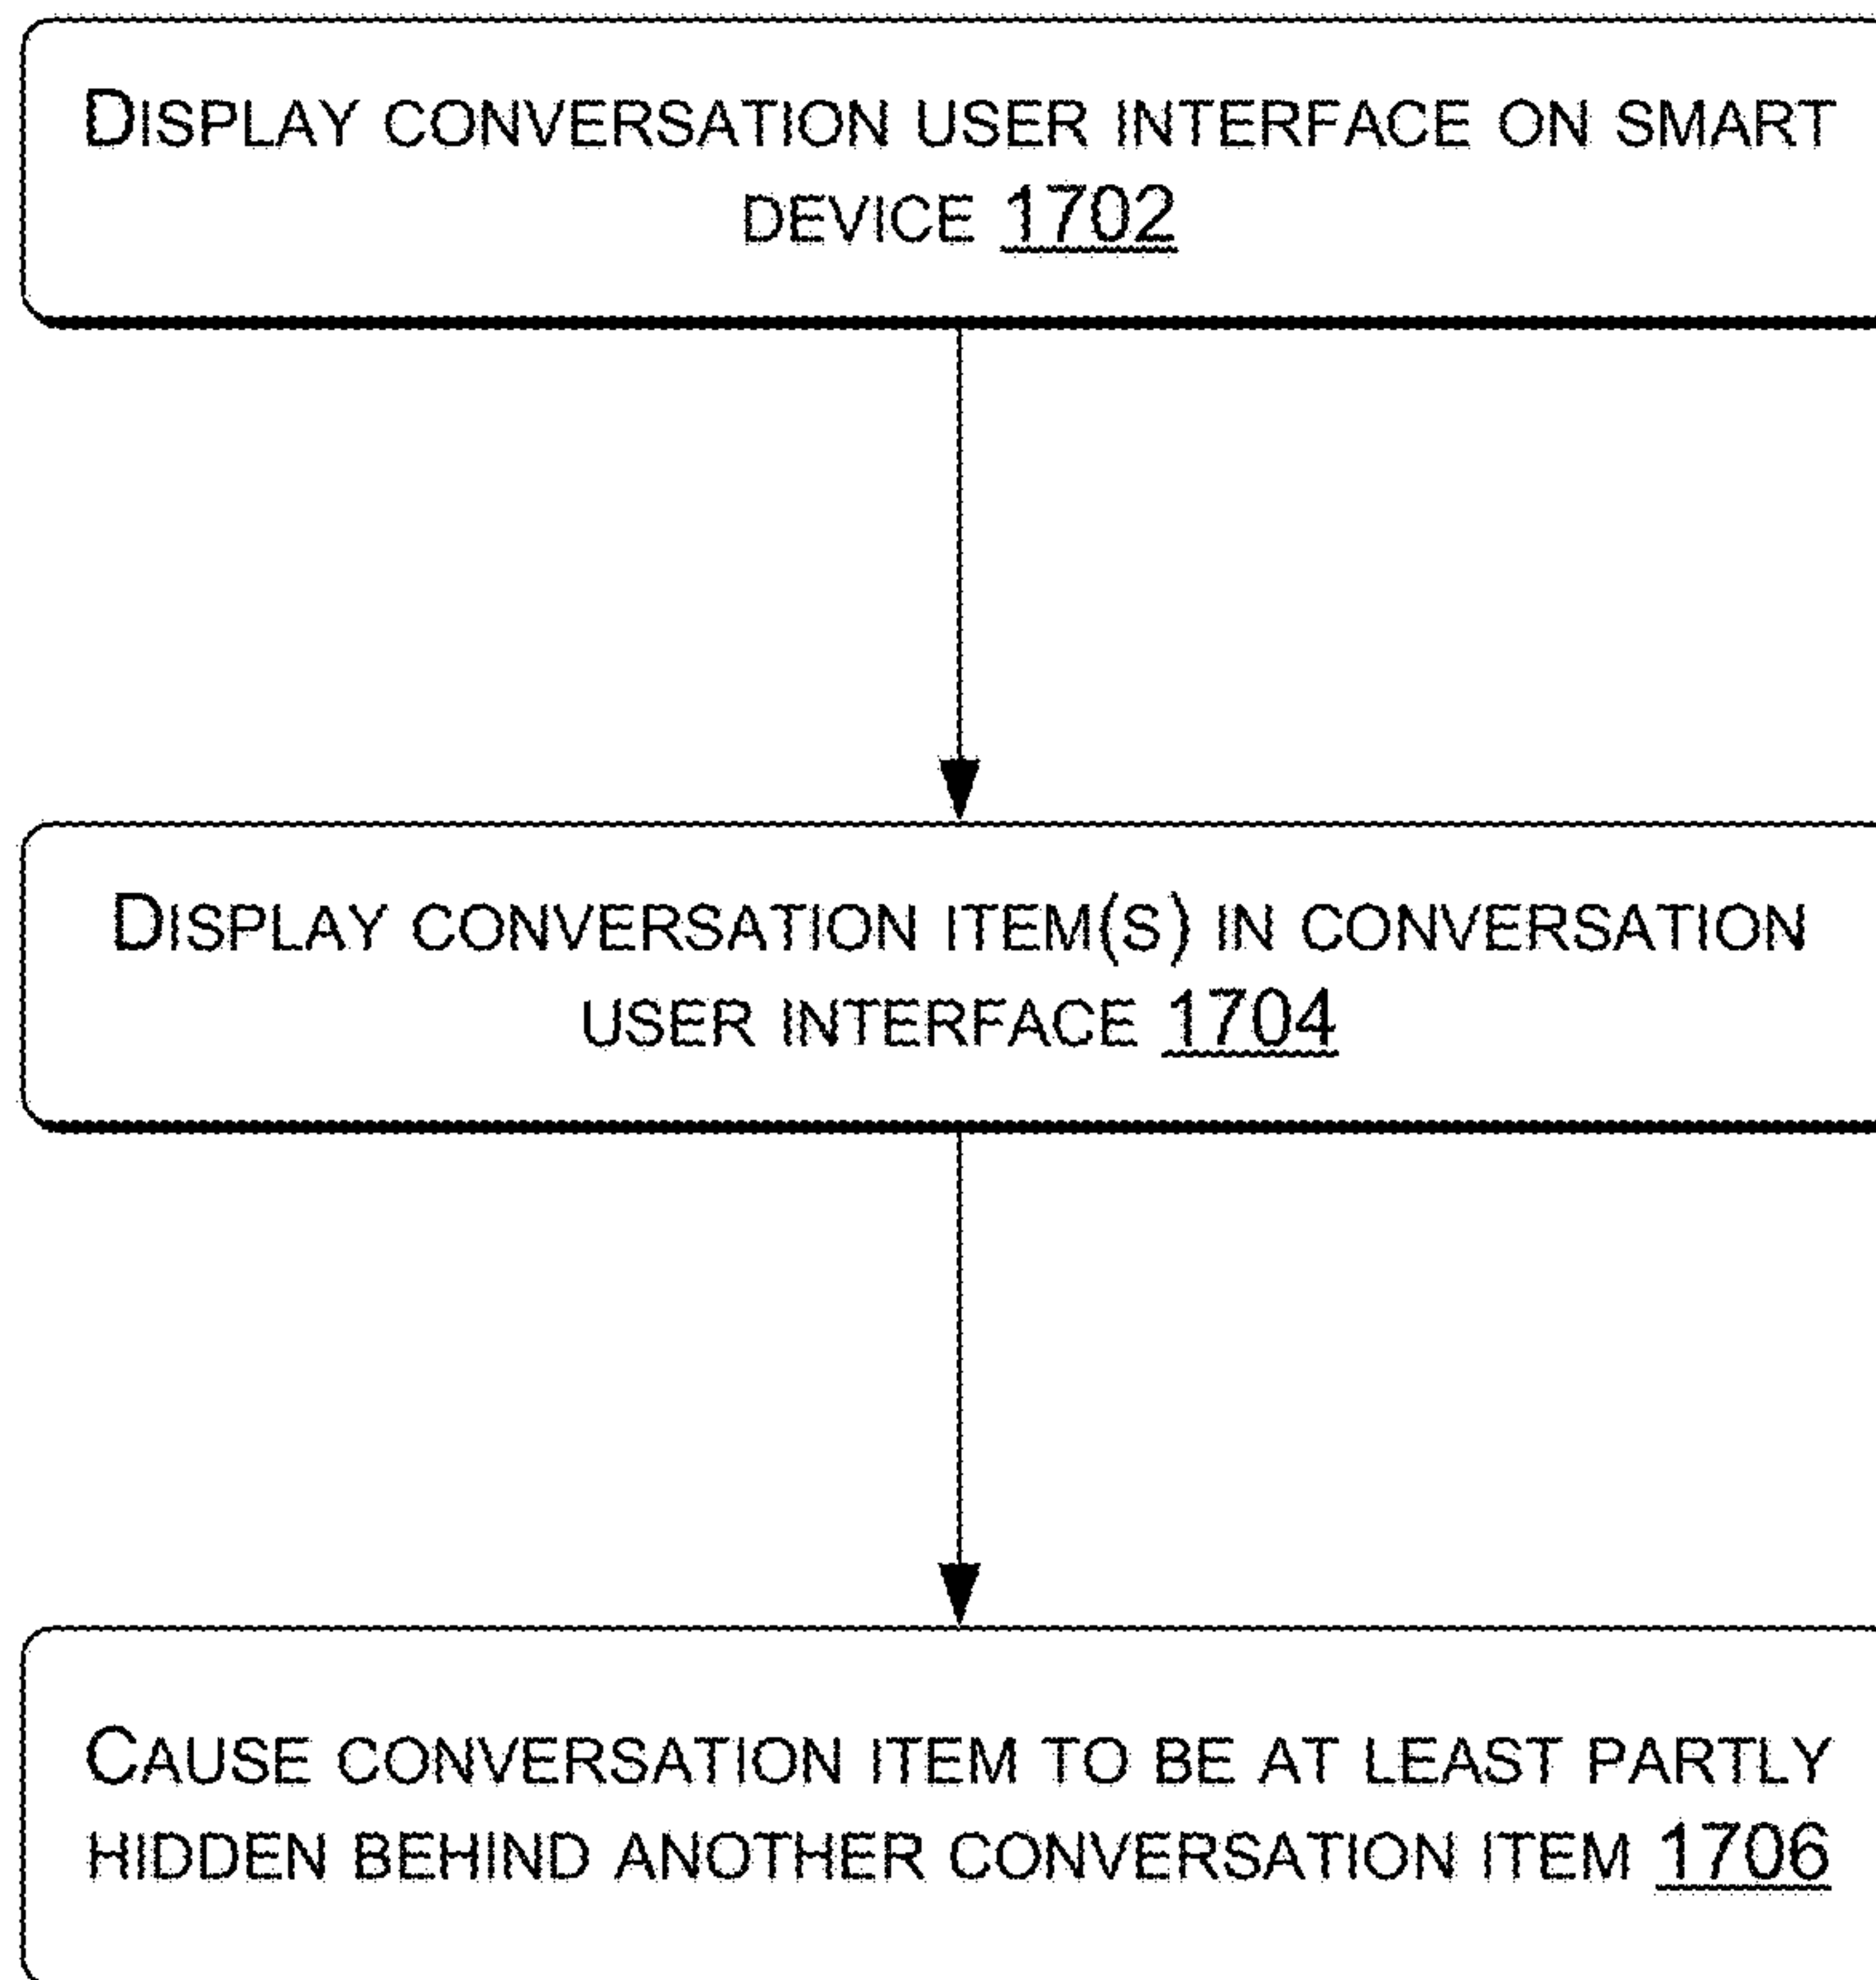 DISPLAY CONVERSATION USER INTERFACE ON SMART
DEVICE 1702
DISPLAY CONVERSATION ITEM(S) IN CONVERSATION
USER INTERFACE 1704
CAUSE CONVERSATION ITEM TO BE AT LEAST PARTLY
HIDDEN BEHIND ANOTHER CONVERSATION ITEM 1706